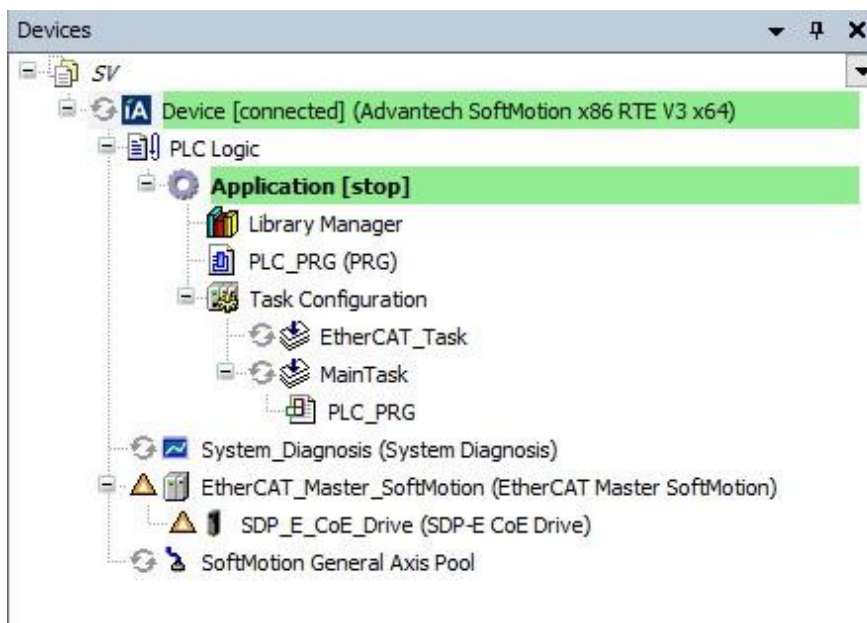 Devices
SV
Device [connected] (Advantech SoftMotion x86 RTE V3 x64)
PLC Logic
Application [stop]
Library Manager
PLC_PRG (PRG)
Task Configuration
EtherCAT_Task
MainTask
PLC_PRG
System_Diagnosis (System Diagnosis)
EtherCAT_Master_SoftMotion (EtherCAT Master SoftMotion)
SDP_E_CoE_Drive (SDP-E CoE Drive)
SoftMotion General Axis Pool